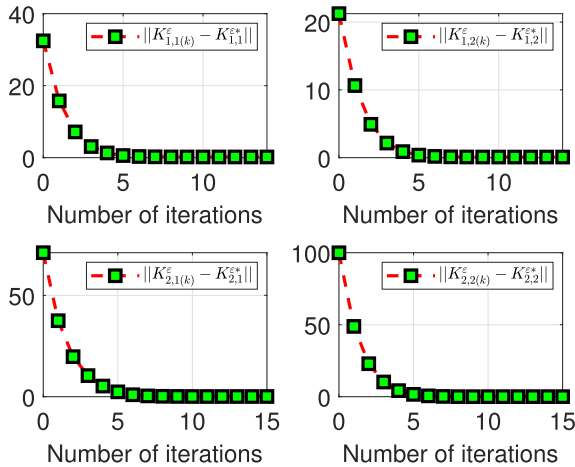 40
20
0
0 5 10
Number of iterations
||K^ε_{1,1(k)} − K^{ε*}_{1,1}||
20
10
0
0 5 10
Number of iterations
||K^ε_{1,2(k)} − K^{ε*}_{1,2}||
50
0
0 5 10 15
Number of iterations
||K^ε_{2,1(k)} − K^{ε*}_{2,1}||
100
50
0
0 5 10 15
Number of iterations
||K^ε_{2,2(k)} − K^{ε*}_{2,2}||